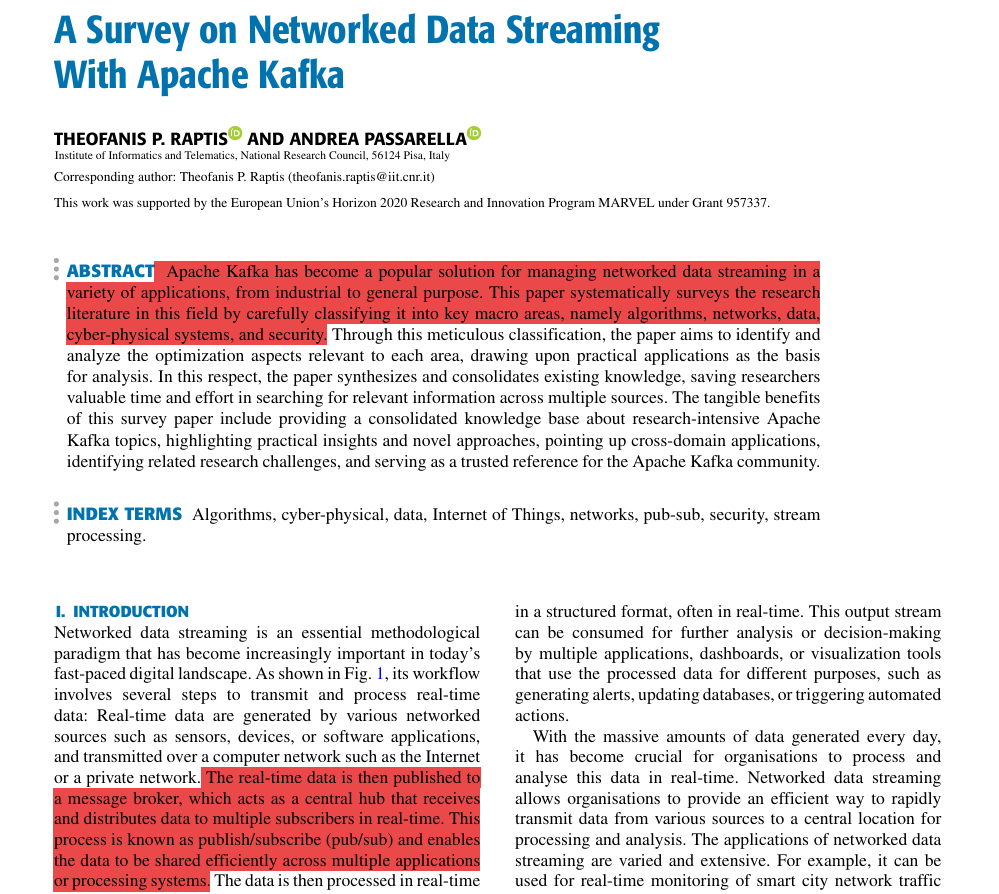 A Survey on Networked Data Streaming
With Apache Kafka
THEOFANIS P. RAPTIS iD AND ANDREA PASSARELLA iD
Institute of Informatics and Telematics, National Research Council, 56124 Pisa, Italy
Corresponding author: Theofanis P. Raptis (theofanis.raptis@iit.cnr.it)
This work was supported by the European Union's Horizon 2020 Research and Innovation Program MARVEL under Grant 957337.
ABSTRACT Apache Kafka has become a popular solution for managing networked data streaming in a
variety of applications, from industrial to general purpose. This paper systematically surveys the research
literature in this field by carefully classifying it into key macro areas, namely algorithms, networks, data,
cyber-physical systems, and security. Through this meticulous classification, the paper aims to identify and
analyze the optimization aspects relevant to each area, drawing upon practical applications as the basis
for analysis. In this respect, the paper synthesizes and consolidates existing knowledge, saving researchers
valuable time and effort in searching for relevant information across multiple sources. The tangible benefits
of this survey paper include providing a consolidated knowledge base about research-intensive Apache
Kafka topics, highlighting practical insights and novel approaches, pointing up cross-domain applications,
identifying related research challenges, and serving as a trusted reference for the Apache Kafka community.
INDEX TERMS Algorithms, cyber-physical, data, Internet of Things, networks, pub-sub, security, stream
processing.
I. INTRODUCTION
Networked data streaming is an essential methodological
paradigm that has become increasingly important in today's
fast-paced digital landscape. As shown in Fig. 1, its workflow
involves several steps to transmit and process real-time
data: Real-time data are generated by various networked
sources such as sensors, devices, or software applications,
and transmitted over a computer network such as the Internet
or a private network. The real-time data is then published to
a message broker, which acts as a central hub that receives
and distributes data to multiple subscribers in real-time. This
process is known as publish/subscribe (pub/sub) and enables
the data to be shared efficiently across multiple applications
or processing systems. The data is then processed in real-time
in a structured format, often in real-time. This output stream
can be consumed for further analysis or decision-making
by multiple applications, dashboards, or visualization tools
that use the processed data for different purposes, such as
generating alerts, updating databases, or triggering automated
actions.
With the massive amounts of data generated every day,
it has become crucial for organisations to process and
analyse this data in real-time. Networked data streaming
allows organisations to provide an efficient way to rapidly
transmit data from various sources to a central location for
processing and analysis. The applications of networked data
streaming are varied and extensive. For example, it can be
used for real-time monitoring of smart city network traffic